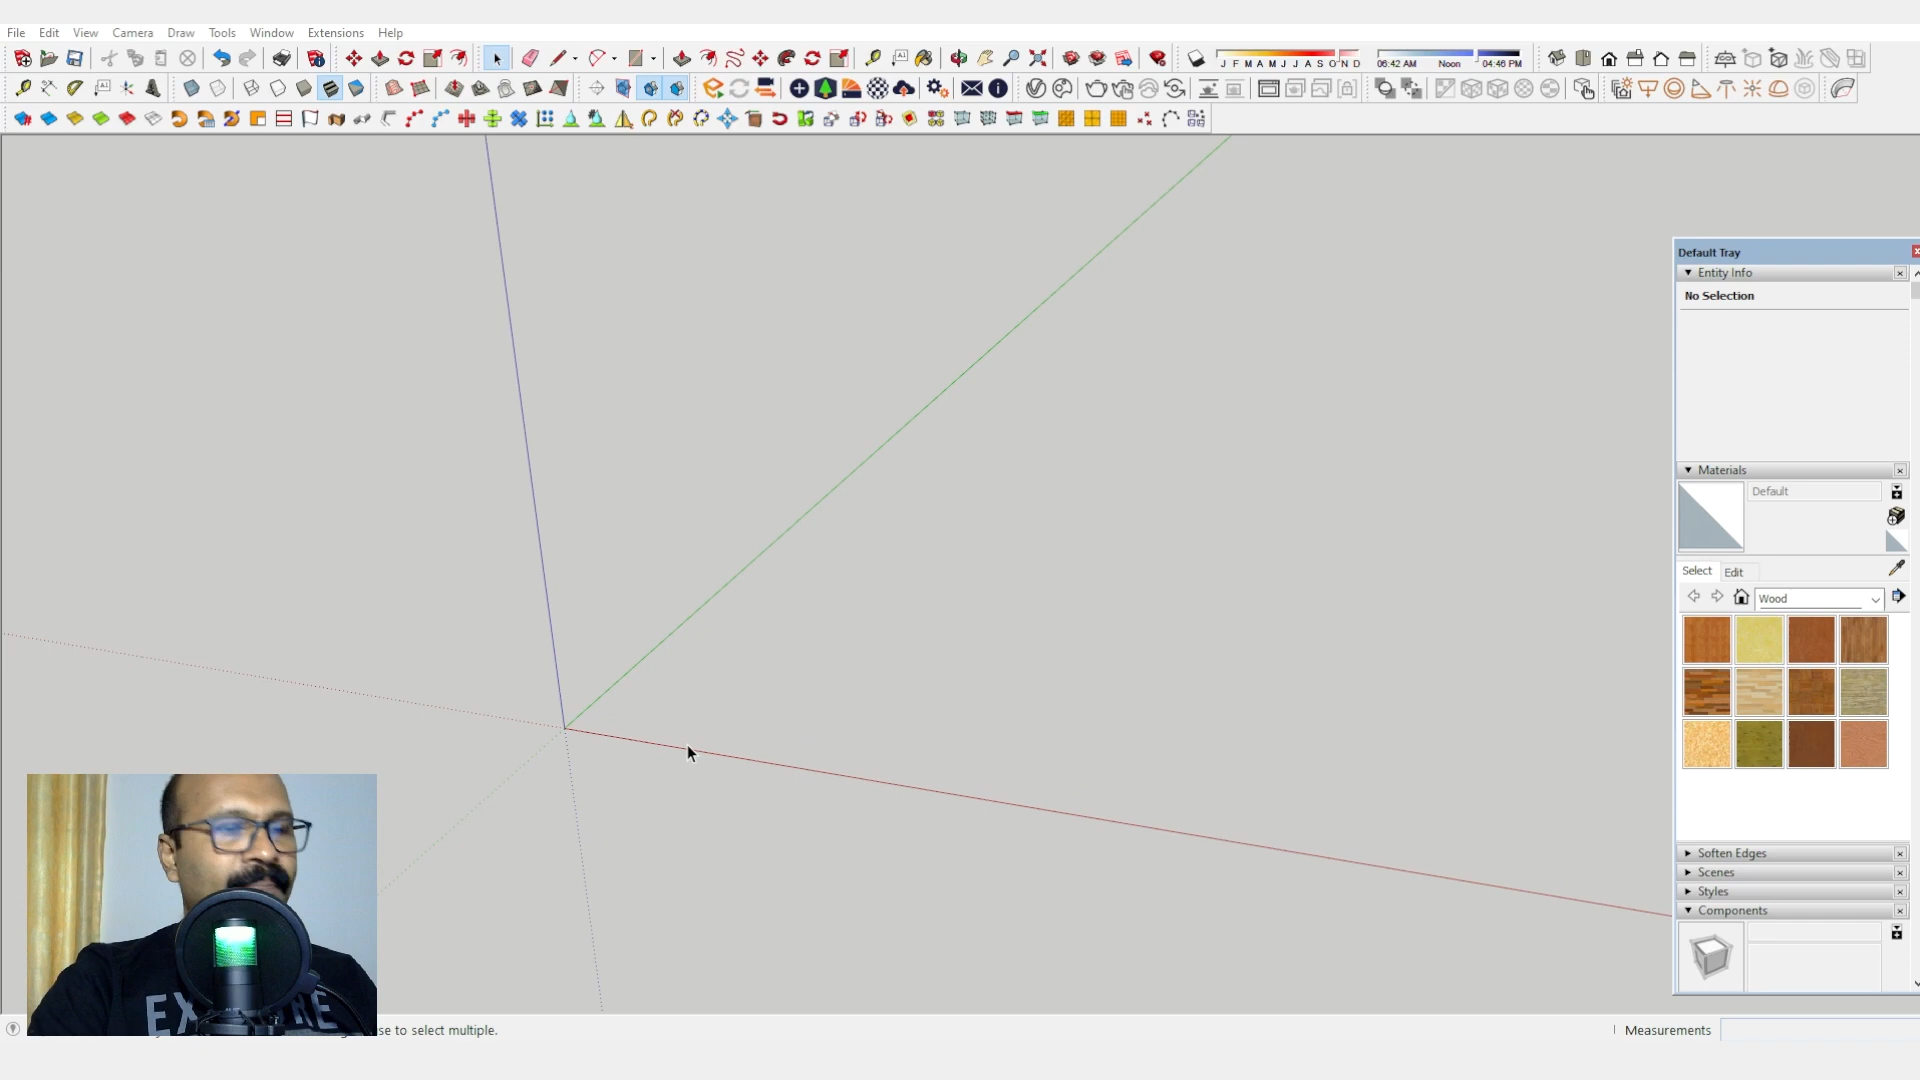 File Edit View Camera Draw Tools Window Extensions Help
J F M A M J J A S O N D
06:42 AM Noon 04:46 PM
Default Tray
Entity Info
No Selection
Materials
Default
Select Edit
Wood
Soften Edges
Scenes
Styles
Components
se to select multiple.
Measurements